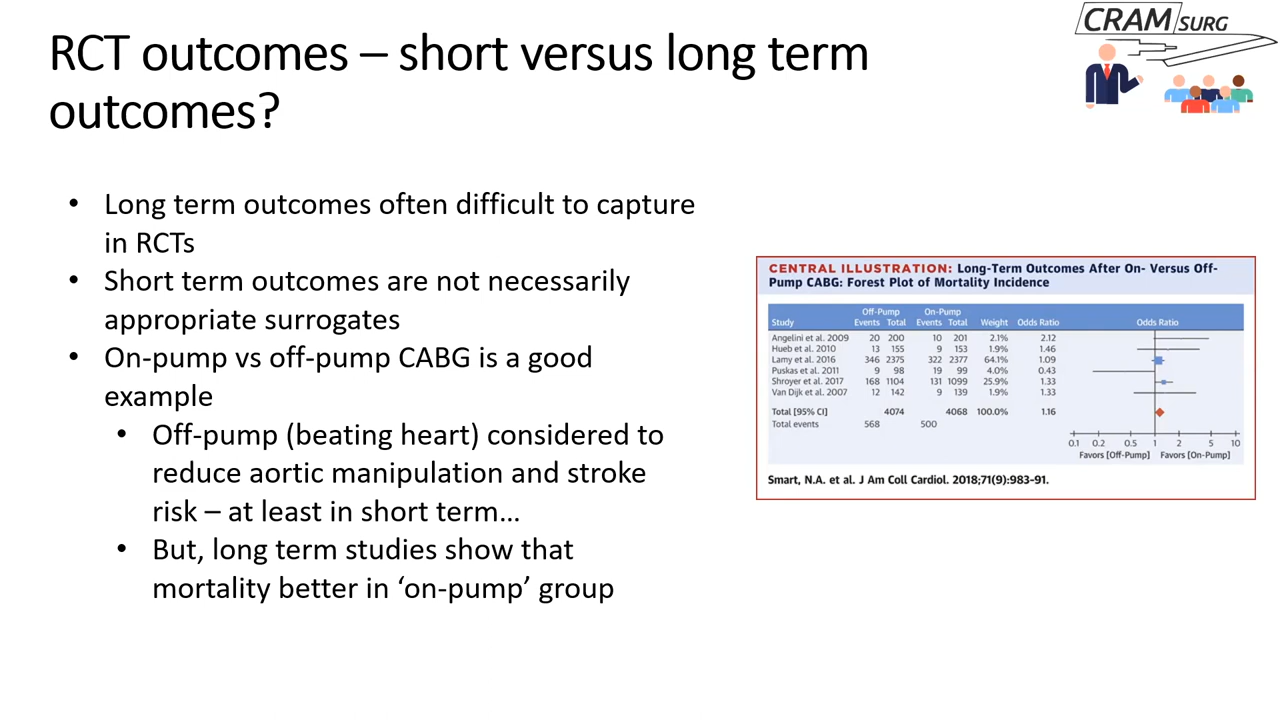 CRAM SURG
RCT outcomes – short versus long term
outcomes?
• Long term outcomes often difficult to capture
in RCTs
• Short term outcomes are not necessarily
appropriate surrogates
• On-pump vs off-pump CABG is a good
example
• Off-pump (beating heart) considered to
reduce aortic manipulation and stroke
risk – at least in short term…
• But, long term studies show that
mortality better in ‘on-pump’ group
CENTRAL ILLUSTRATION: Long-Term Outcomes After On- Versus Off-
Pump CABG: Forest Plot of Mortality Incidence
Off-Pump On-Pump
Study Events Total Events Total Weight Odds Ratio Odds Ratio
Angelini et al. 2009 20 200 10 201 2.1% 2.12
Hueb et al. 2010 13 155 9 153 1.9% 1.46
Lamy et al. 2016 346 2375 322 2377 64.1% 1.09
Puskas et al. 2011 9 98 19 99 4.0% 0.43
Shroyer et al. 2017 168 1104 131 1099 25.9% 1.33
Van Dijk et al. 2007 12 142 9 139 1.9% 1.33
Total [95% CI] 4074 4068 100.0% 1.16
Total events 568 500
0.1 0.2 0.5 1 2 5 10
Favors [Off-Pump] Favors [On-Pump]
Smart, N.A. et al. J Am Coll Cardiol. 2018;71(9):983–91.